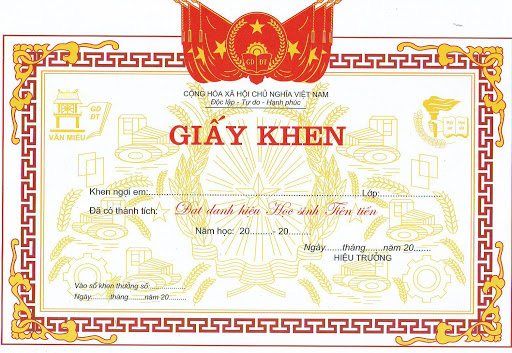 GD ĐT
CỘNG HÒA XÃ HỘI CHỦ NGHĨA VIỆT NAM
Độc lập - Tự do - Hạnh phúc
GD
ĐT
VĂN MIẾU
GIẤY KHEN
Khen ngợi em:.......................................................Lớp:....................
Đã có thành tích: Đạt danh hiệu Học sinh Tiên tiến
Năm học: 20.........- 20.........
Ngày......tháng......năm 20.......
HIỆU TRƯỞNG
Vào sổ khen thưởng số: ................
Ngày.......tháng .......năm 20........